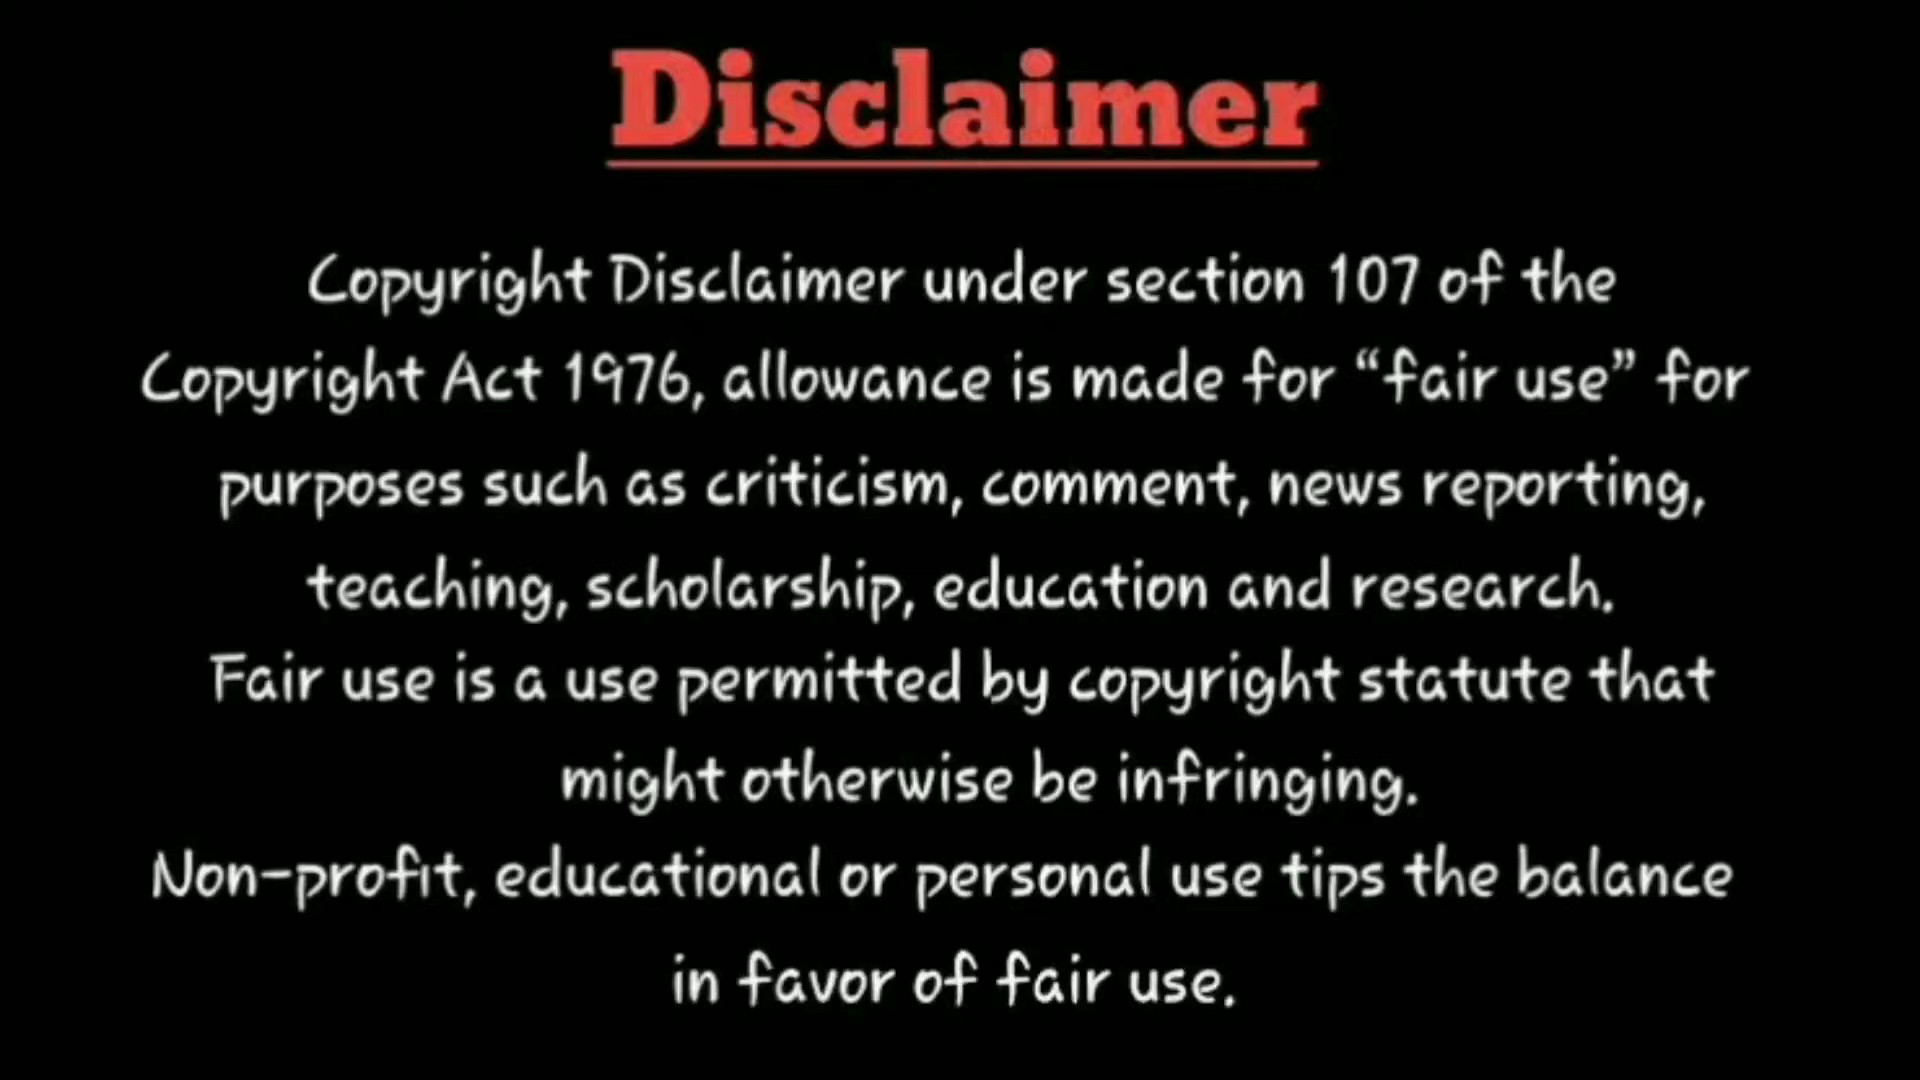 Disclaimer
Copyright Disclaimer under section 107 of the
Copyright Act 1976, allowance is made for “fair use” for
purposes such as criticism, comment, news reporting,
teaching, scholarship, education and research.
Fair use is a use permitted by copyright statute that
might otherwise be infringing.
Non-profit, educational or personal use tips the balance
in favor of fair use.